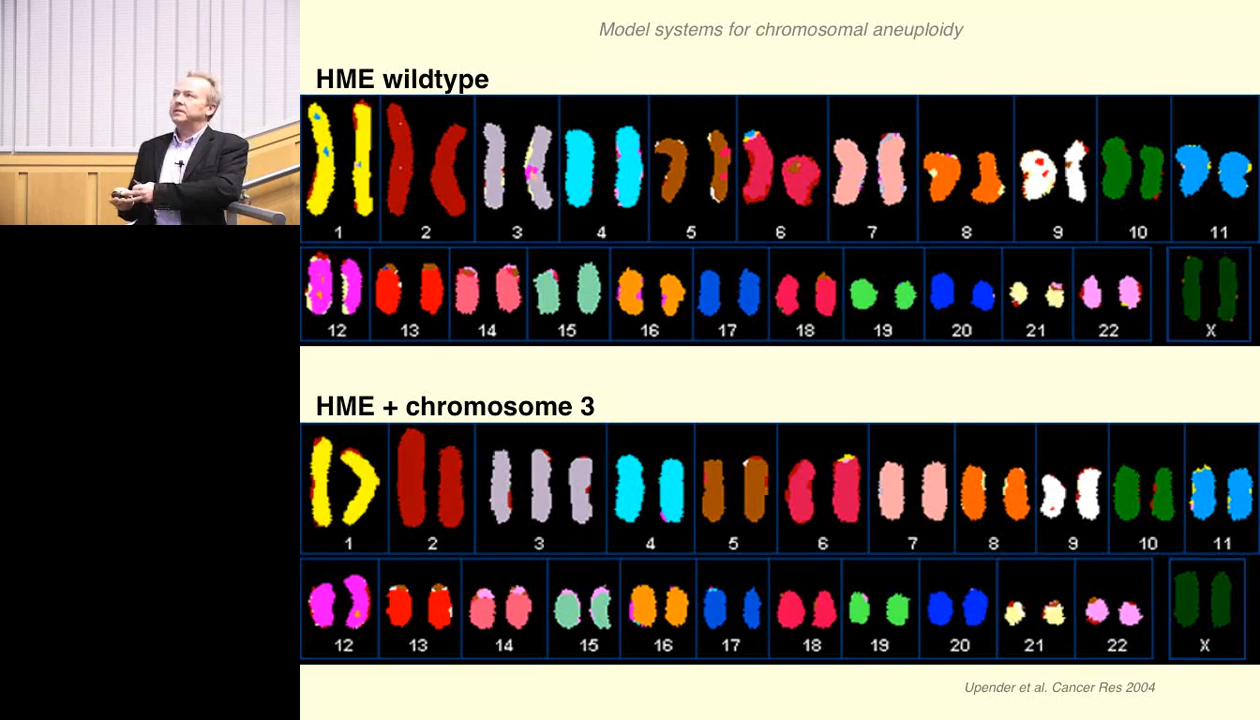 Model systems for chromosomal aneuploidy
HME wildtype
1 2 3 4 5 6 7 8 9 10 11
12 13 14 15 16 17 18 19 20 21 22 X
HME + chromosome 3
1 2 3 4 5 6 7 8 9 10 11
12 13 14 15 16 17 18 19 20 21 22 X
Upender et al. Cancer Res 2004